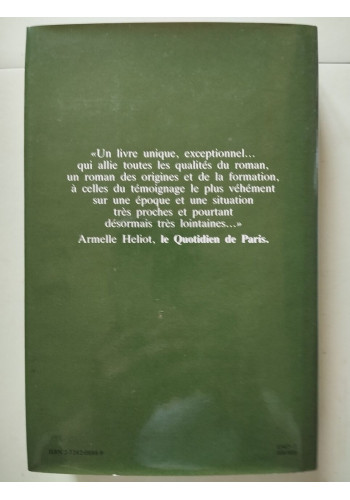 «Un livre unique, exceptionnel...
qui allie toutes les qualités du roman,
un roman des origines et de la formation,
à celles du témoignage le plus véhément
sur une époque et une situation
très proches et pourtant
désormais très lointaines...»
Armelle Heliot, le Quotidien de Paris.
ISBN